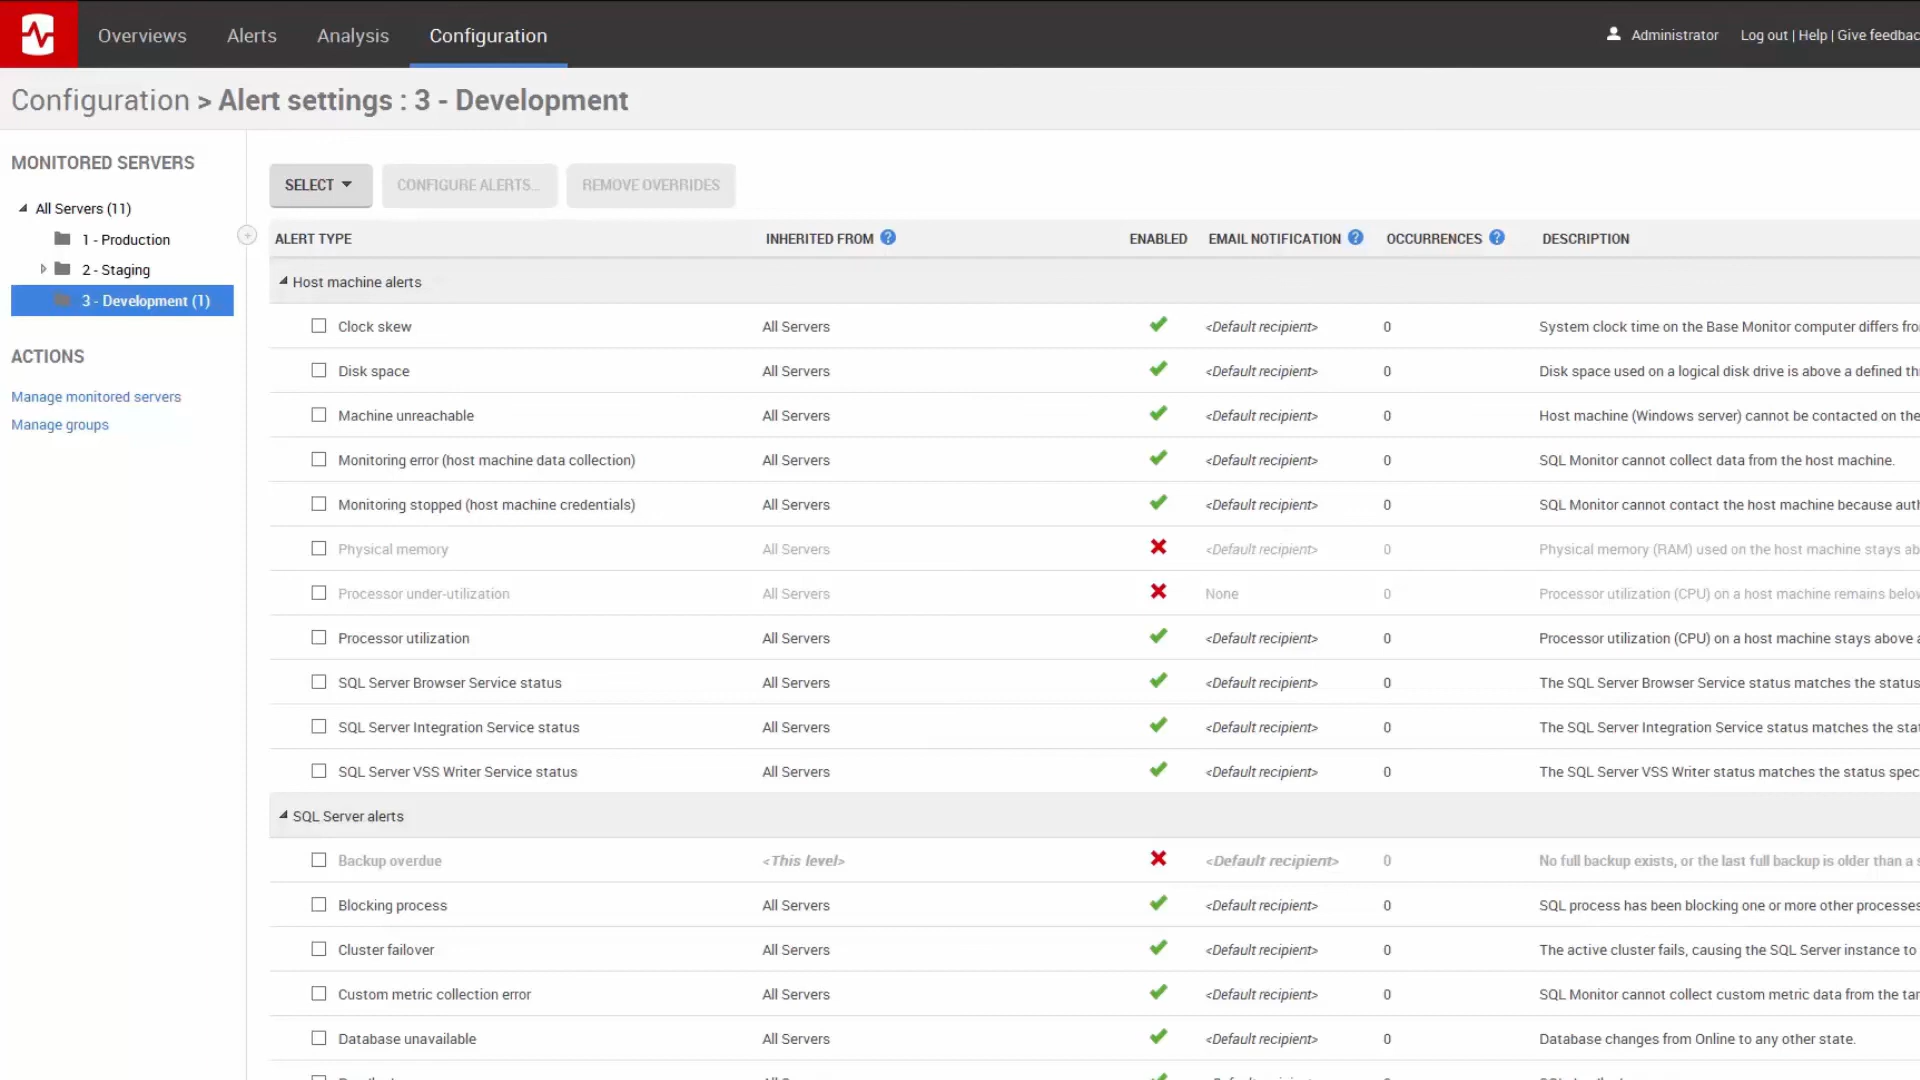 Overviews Alerts Analysis Configuration Administrator Log out | Help | Give feedbac
Configuration > Alert settings : 3 - Development
MONITORED SERVERS
All Servers (11)
1 - Production
2 - Staging
3 - Development (1)
ACTIONS
Manage monitored servers
Manage groups
SELECT CONFIGURE ALERTS... REMOVE OVERRIDES
ALERT TYPE INHERITED FROM ? ENABLED EMAIL NOTIFICATION ? OCCURRENCES ? DESCRIPTION
Host machine alerts
Clock skew All Servers <Default recipient> 0 System clock time on the Base Monitor computer differs fro
Disk space All Servers <Default recipient> 0 Disk space used on a logical disk drive is above a defined th
Machine unreachable All Servers <Default recipient> 0 Host machine (Windows server) cannot be contacted on the
Monitoring error (host machine data collection) All Servers <Default recipient> 0 SQL Monitor cannot collect data from the host machine.
Monitoring stopped (host machine credentials) All Servers <Default recipient> 0 SQL Monitor cannot contact the host machine because auth
Physical memory All Servers <Default recipient> 0 Physical memory (RAM) used on the host machine stays ab
Processor under-utilization All Servers None 0 Processor utilization (CPU) on a host machine remains belo
Processor utilization All Servers <Default recipient> 0 Processor utilization (CPU) on a host machine stays above a
SQL Server Browser Service status All Servers <Default recipient> 0 The SQL Server Browser Service status matches the status
SQL Server Integration Service status All Servers <Default recipient> 0 The SQL Server Integration Service status matches the stat
SQL Server VSS Writer Service status All Servers <Default recipient> 0 The SQL Server VSS Writer status matches the status spec
SQL Server alerts
Backup overdue <This level> <Default recipient> 0 No full backup exists, or the last full backup is older than a s
Blocking process All Servers <Default recipient> 0 SQL process has been blocking one or more other processes
Cluster failover All Servers <Default recipient> 0 The active cluster fails, causing the SQL Server instance to
Custom metric collection error All Servers <Default recipient> 0 SQL Monitor cannot collect custom metric data from the tar
Database unavailable All Servers <Default recipient> 0 Database changes from Online to any other state.